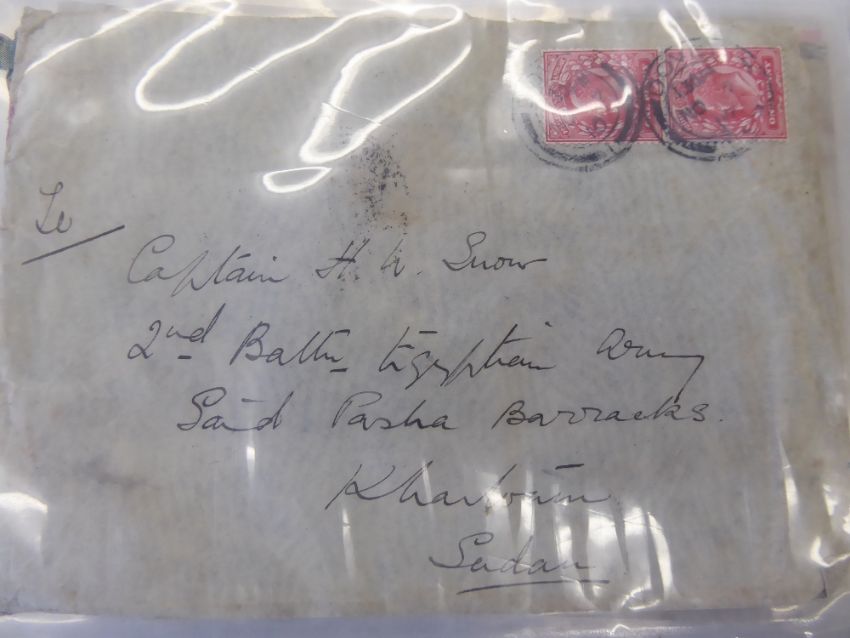 To
Captain H. W. Snow
2nd Battn Egyptian Army
Said Pasha Barracks.
Khartoum
Sudan